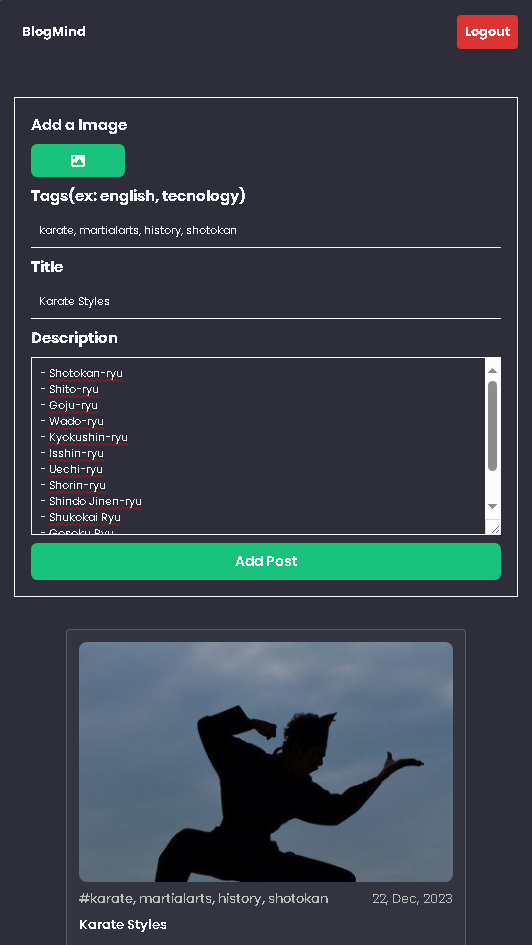 BlogMind
Logout
Add a Image
Tags(ex: english, tecnology)
karate, martialarts, history, shotokan
Title
Karate Styles
Description
- Shotokan-ryu
- Shito-ryu
- Goju-ryu
- Wado-ryu
- Kyokushin-ryu
- Isshin-ryu
- Uechi-ryu
- Shorin-ryu
- Shindo Jinen-ryu
- Shukokai Ryu
- Gosoku Ryu
Add Post
#karate, martialarts, history, shotokan
22, Dec, 2023
Karate Styles